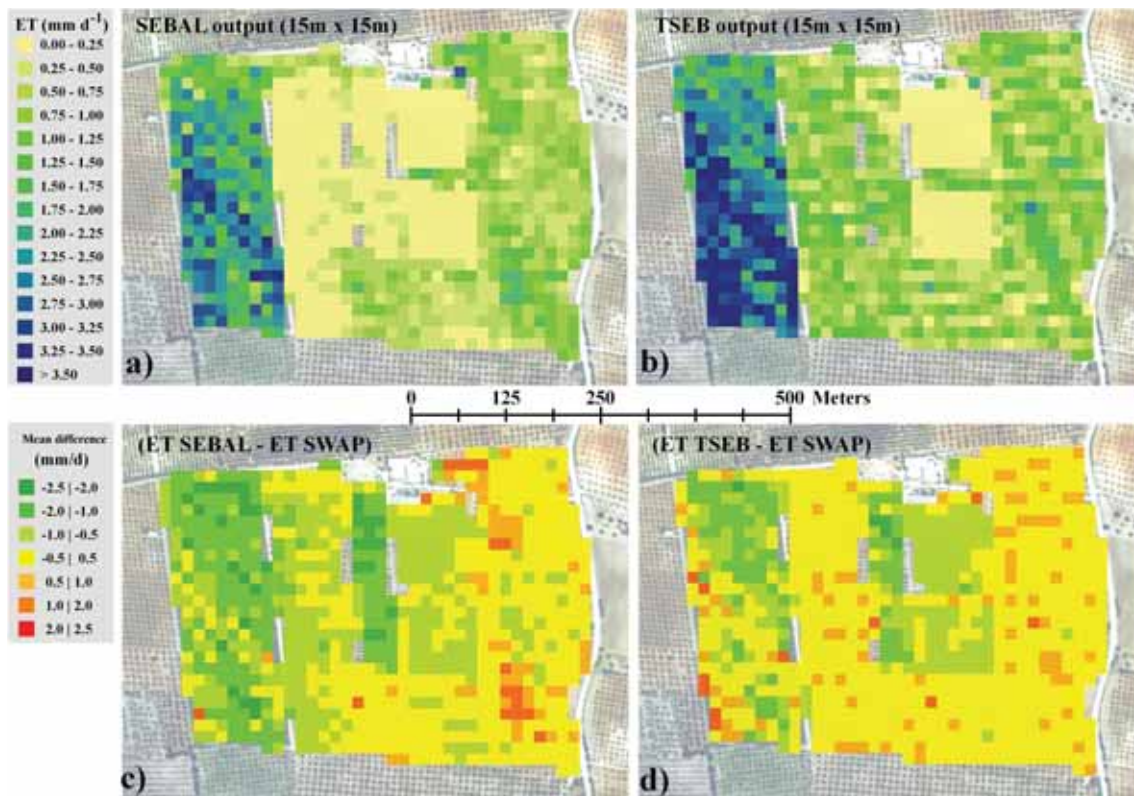 ET (mm d⁻¹)
0.00 - 0.25
0.25 - 0.50
0.50 - 0.75
0.75 - 1.00
1.00 - 1.25
1.25 - 1.50
1.50 - 1.75
1.75 - 2.00
2.00 - 2.25
2.25 - 2.50
2.50 - 2.75
2.75 - 3.00
3.00 - 3.25
3.25 - 3.50
> 3.50
SEBAL output (15m x 15m)
a)
TSEB output (15m x 15m)
b)
0 125 250 500 Meters
Mean difference
(mm/d)
-2.5 | -2.0
-2.0 | -1.0
-1.0 | -0.5
-0.5 | 0.5
0.5 | 1.0
1.0 | 2.0
2.0 | 2.5
(ET SEBAL - ET SWAP)
c)
(ET TSEB - ET SWAP)
d)